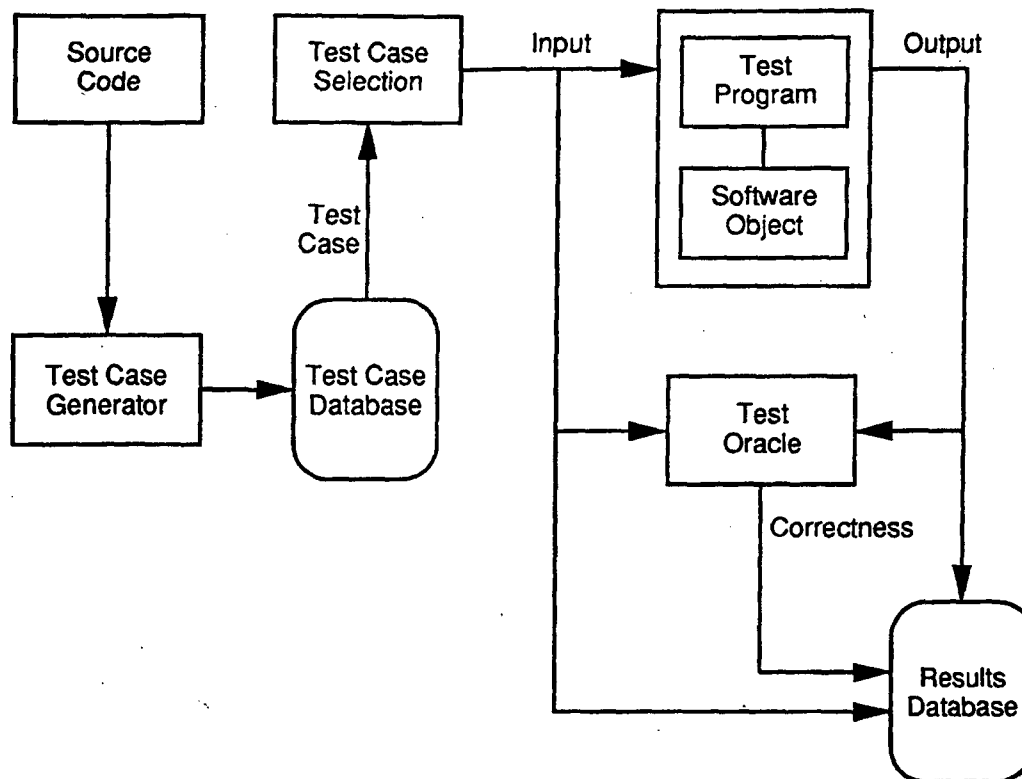 Source
Code
Test Case
Selection
Input
Test
Program
Output
Software
Object
Test
Case
Test Case
Generator
Test Case
Database
Test
Oracle
Correctness
Results
Database